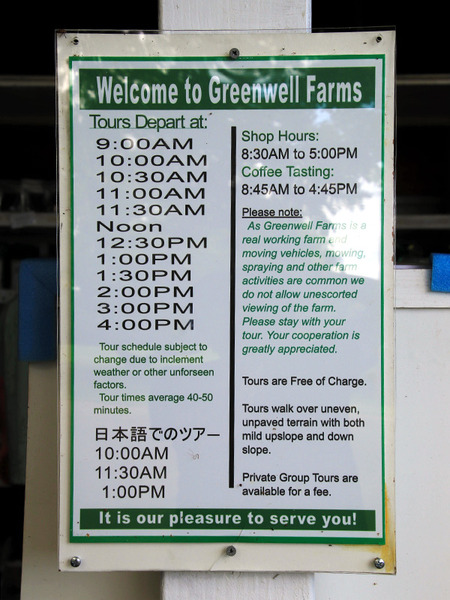 Welcome to Greenwell Farms
Tours Depart at:
9:00AM
10:00AM
10:30AM
11:00AM
11:30AM
Noon
12:30PM
1:00PM
1:30PM
2:00PM
3:00PM
4:00PM
Tour schedule subject to
change due to inclement
weather or other unforseen
factors.
Tour times average 40-50
minutes.
日本語でのツアー
10:00AM
11:30AM
1:00PM
Shop Hours:
8:30AM to 5:00PM
Coffee Tasting:
8:45AM to 4:45PM
Please note:
As Greenwell Farms is a
real working farm and
moving vehicles, mowing,
spraying and other farm
activities are common we
do not allow unescorted
viewing of the farm.
Please stay with your
tour. Your cooperation is
greatly appreciated.
Tours are Free of Charge.
Tours walk over uneven,
unpaved terrain with both
mild upslope and down
slope.
Private Group Tours are
available for a fee.
It is our pleasure to serve you!